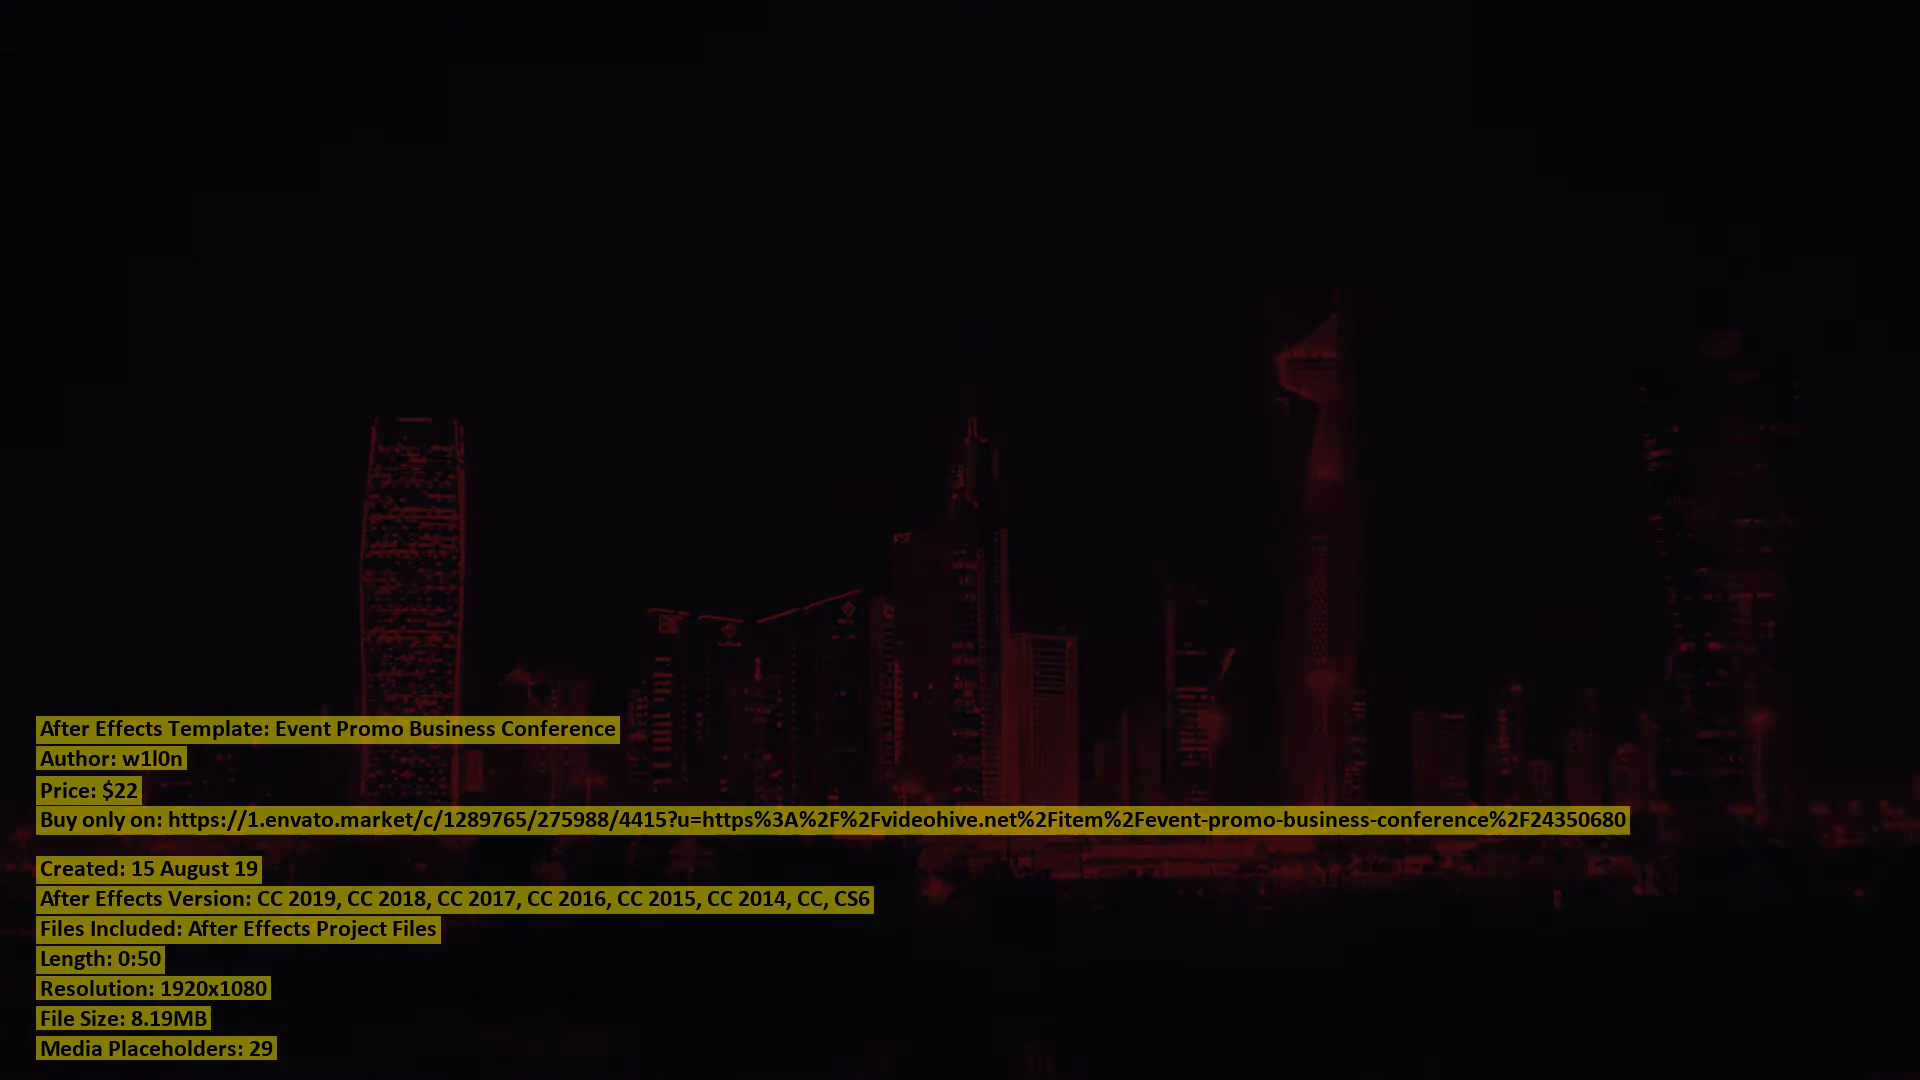 After Effects Template: Event Promo Business Conference
Author: w1l0n
Price: $22
Buy only on: https://1.envato.market/c/1289765/275988/4415?u=https%3A%2F%2Fvideohive.net%2Fitem%2Fevent-promo-business-conference%2F24350680
Created: 15 August 19
After Effects Version: CC 2019, CC 2018, CC 2017, CC 2016, CC 2015, CC 2014, CC, CS6
Files Included: After Effects Project Files
Length: 0:50
Resolution: 1920x1080
File Size: 8.19MB
Media Placeholders: 29